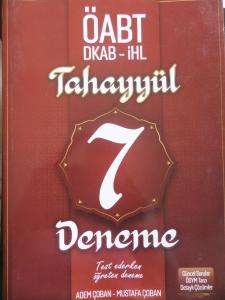 ÖABT
DKAB - İHL
Tahayyül
7
Deneme
Test ederken
öğreten deneme
ADEM ÇOBAN - MUSTAFA ÇOBAN
Güncel Sorular
ÖSYM Tarzı
Detaylı Çözümler